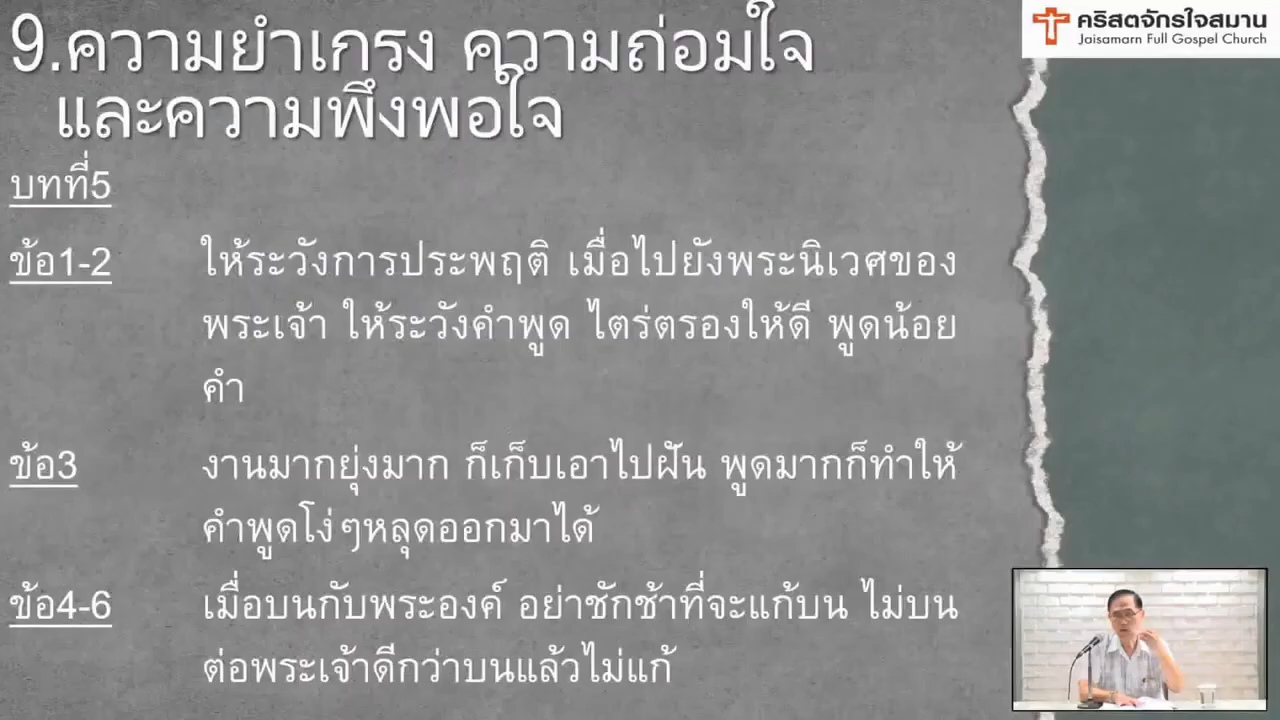 คริสตจักรใจสมาน
Jaisamarn Full Gospel Church
9.ความยำเกรง ความถ่อมใจ
และความพึงพอใจ
บทที่5
ข้อ1-2 ให้ระวังการประพฤติ เมื่อไปยังพระนิเวศของ
พระเจ้า ให้ระวังคำพูด ไตร่ตรองให้ดี พูดน้อย
คำ
ข้อ3 งานมากยุ่งมาก ก็เก็บเอาไปฝัน พูดมากก็ทำให้
คำพูดโง่ๆหลุดออกมาได้
ข้อ4-6 เมื่อบนกับพระองค์ อย่าชักช้าที่จะแก้บน ไม่บน
ต่อพระเจ้าดีกว่าบนแล้วไม่แก้